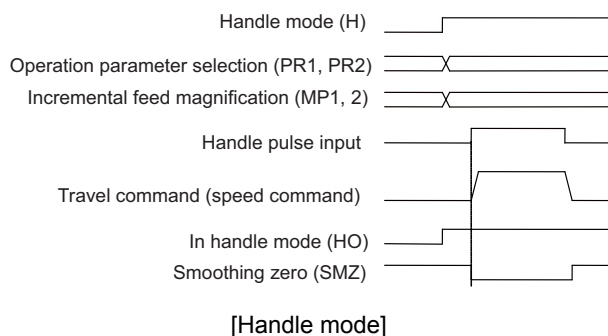 Handle mode (H)
Operation parameter selection (PR1, PR2)
Incremental feed magnification (MP1, 2)
Handle pulse input
Travel command (speed command)
In handle mode (HO)
Smoothing zero (SMZ)
[Handle mode]